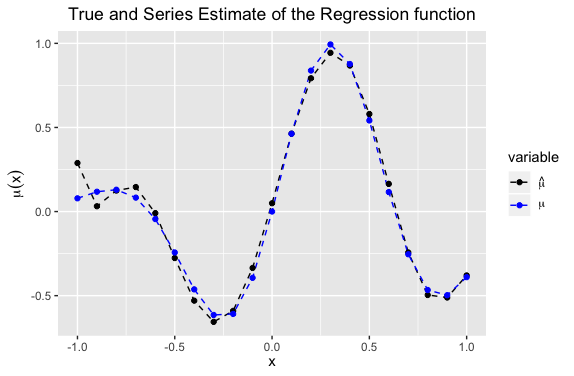 True and Series Estimate of the Regression function
1.0
0.5
0.0
-0.5
μ(x)
-1.0 -0.5 0.0 0.5 1.0
x
variable
μ̂
μ